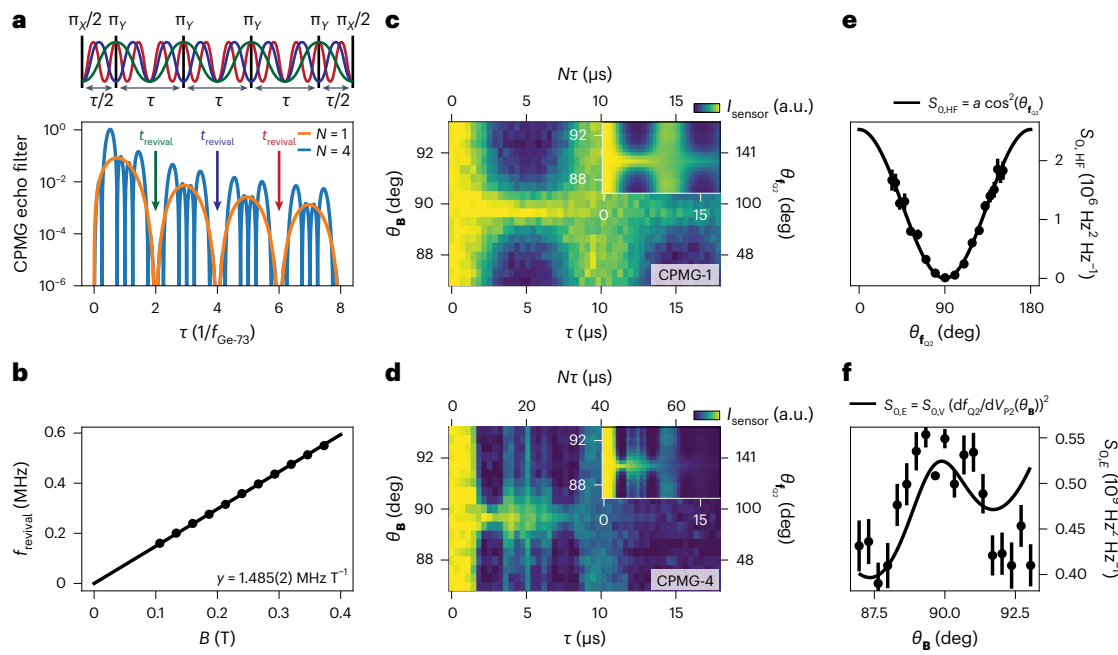 a
π_X/2 π_Y π_Y π_Y π_Y π_X/2
τ/2 τ τ τ τ/2
t_revival t_revival t_revival
N = 1
N = 4
CPMG echo filter
10^0
10^−2
10^−4
10^−6
0 2 4 6 8
τ (1/f_Ge-73)
b
f_revival (MHz)
0.6
0.4
0.2
0
y = 1.485(2) MHz T^−1
0 0.1 0.2 0.3 0.4
B (T)
c
Nτ (μs)
0 5 10 15
I_sensor (a.u.)
θ_B (deg)
92
90
88
92
88
0 15
141
100
48
θ_f_Q2 (deg)
CPMG-1
0 5 10 15
τ (μs)
d
Nτ (μs)
0 20 40 60
I_sensor (a.u.)
θ_B (deg)
92
90
88
92
88
0 15
141
100
48
θ_f_Q2 (deg)
CPMG-4
0 5 10 15
τ (μs)
e
S_0,HF = a cos^2(θ_f_Q2)
2
1
0
S_0,HF (10^6 Hz^2 Hz^−1)
0 90 180
θ_f_Q2 (deg)
f
S_0,E = S_0,V (df_Q2/dV_P2(θ_B))^2
0.55
0.50
0.45
0.40
S_0,E (10^9 Hz^2 Hz^−1)
87.5 90.0 92.5
θ_B (deg)